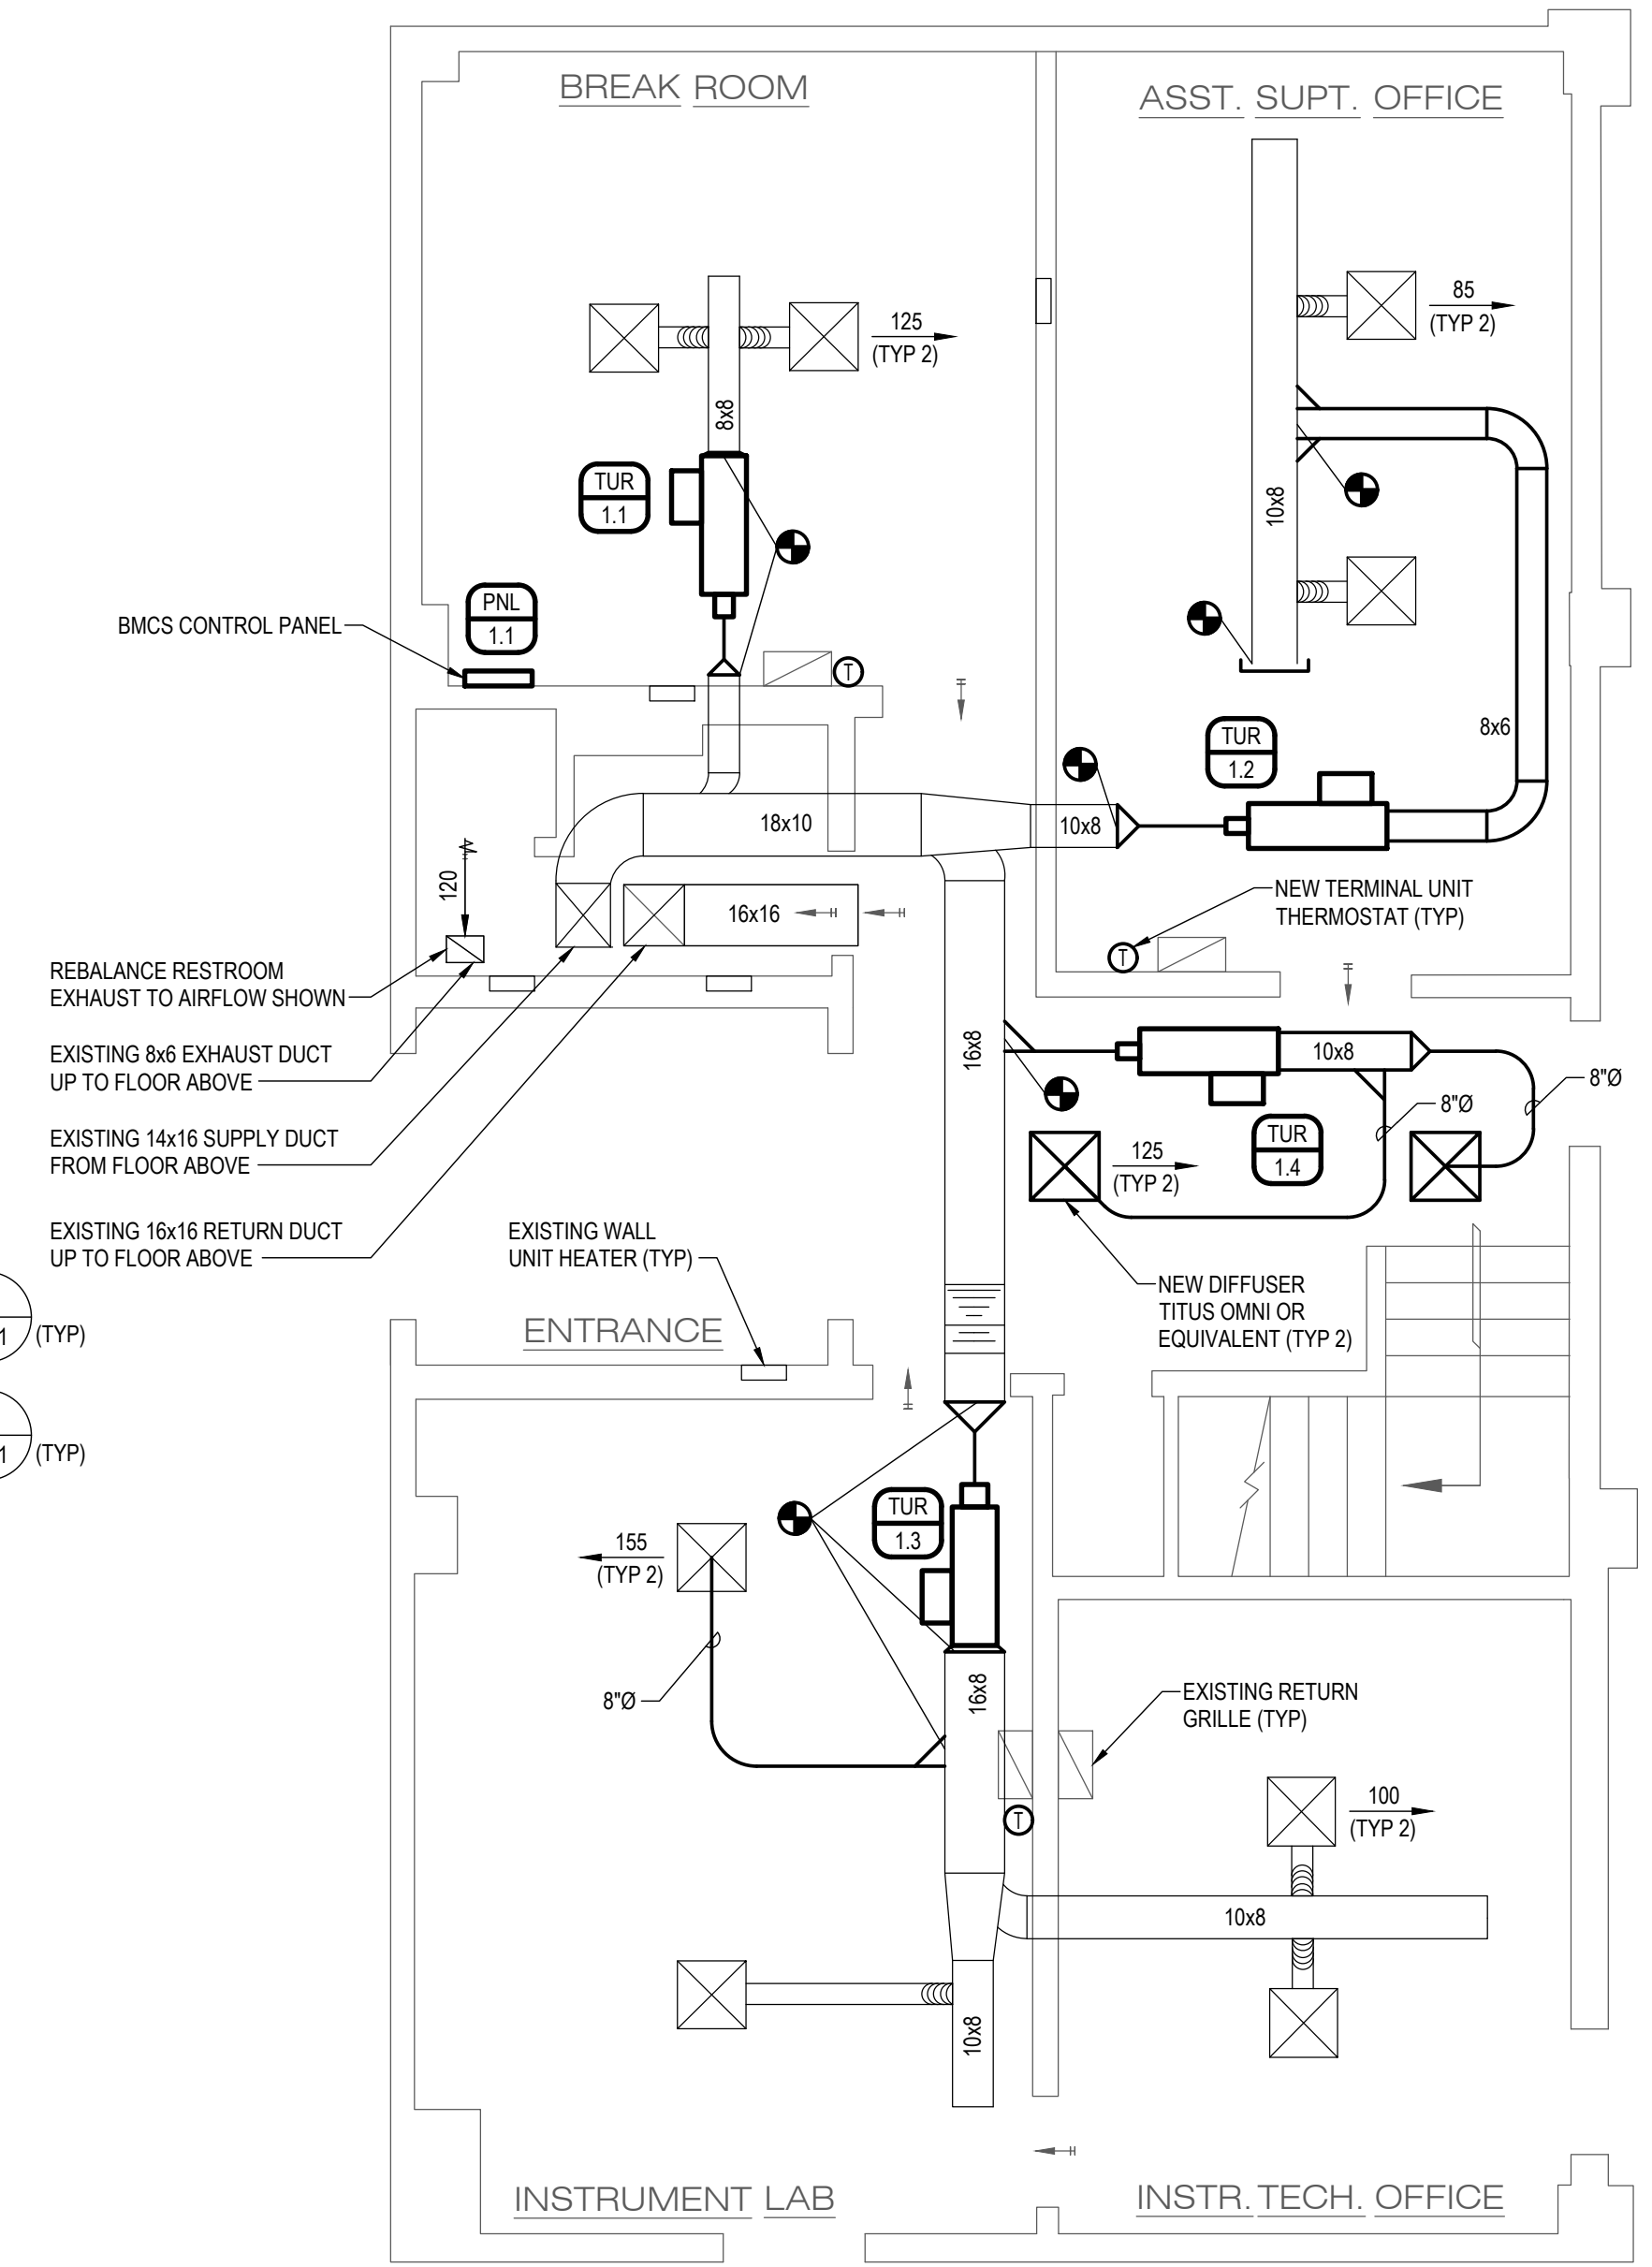 BREAK ROOM
ASST. SUPT. OFFICE
85
(TYP 2)
125
(TYP 2)
8x8
TUR
1.1
10x8
PNL
1.1
BMCS CONTROL PANEL
T
TUR
1.2
8x6
18x10
10x8
120
16x16
NEW TERMINAL UNIT
THERMOSTAT (TYP)
T
REBALANCE RESTROOM
EXHAUST TO AIRFLOW SHOWN
EXISTING 8x6 EXHAUST DUCT
UP TO FLOOR ABOVE
16x8
10x8
8"Ø
8"Ø
EXISTING 14x16 SUPPLY DUCT
FROM FLOOR ABOVE
125
(TYP 2)
TUR
1.4
EXISTING 16x16 RETURN DUCT
UP TO FLOOR ABOVE
EXISTING WALL
UNIT HEATER (TYP)
NEW DIFFUSER
TITUS OMNI OR
EQUIVALENT (TYP 2)
1
(TYP)
ENTRANCE
1
(TYP)
TUR
1.3
155
(TYP 2)
8"Ø
16x8
EXISTING RETURN
GRILLE (TYP)
T
100
(TYP 2)
10x8
10x8
INSTRUMENT LAB
INSTR. TECH. OFFICE